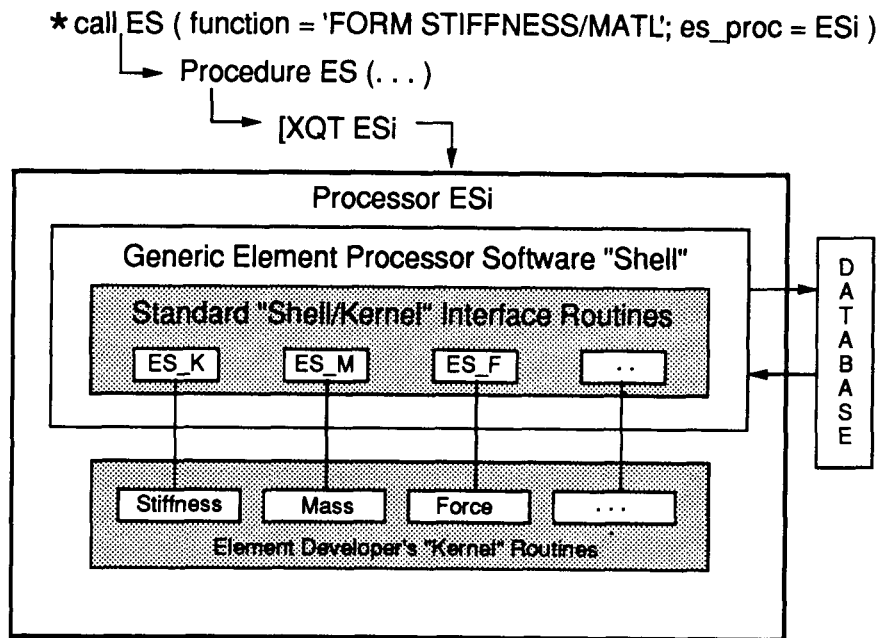 * call ES ( function = 'FORM STIFFNESS/MATL'; es_proc = ESi )
Procedure ES (. . .)
[XQT ESi
Processor ESi
Generic Element Processor Software "Shell"
Standard "Shell/Kernel" Interface Routines
ES_K ES_M ES_F . .
DATABASE
Stiffness Mass Force . . .
Element Developer's "Kernel" Routines